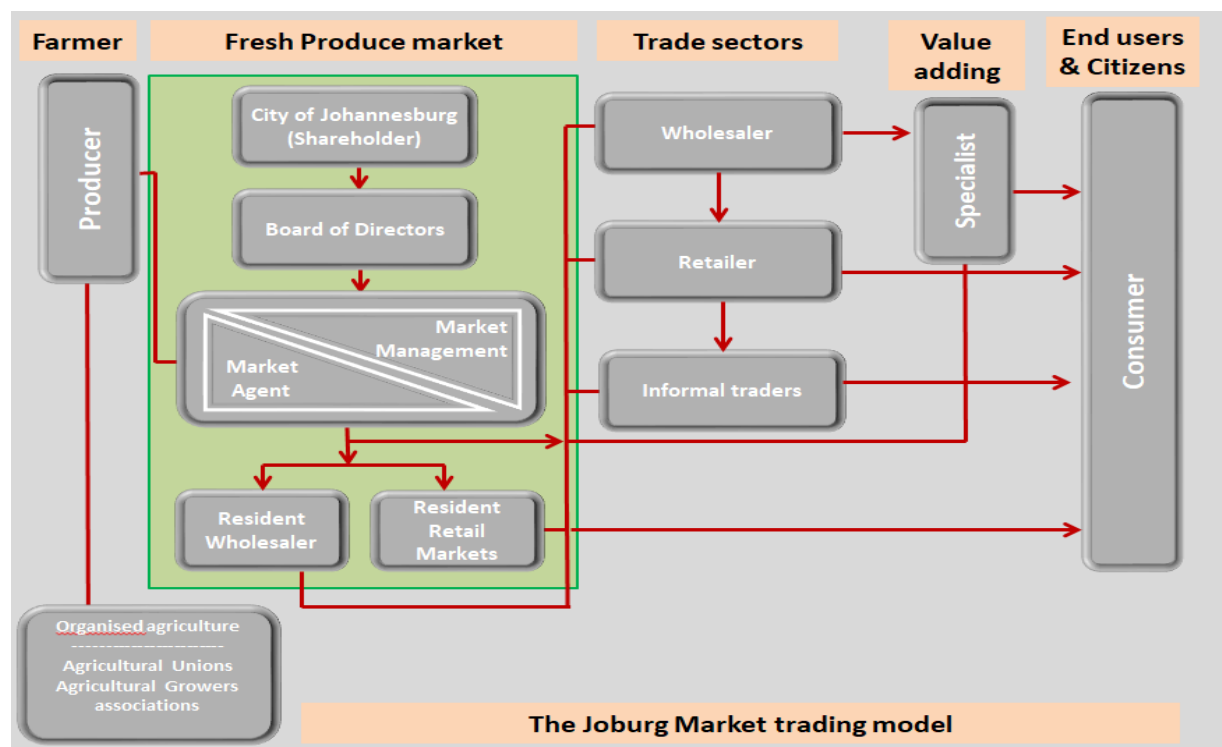 Farmer
Fresh Produce market
Trade sectors
Value
adding
End users
& Citizens
Producer
City of Johannesburg
(Shareholder)
Board of Directors
Market
Management
Market
Agent
Resident
Wholesaler
Resident
Retail
Markets
Wholesaler
Retailer
Informal traders
Specialist
Consumer
Organised agriculture
------------------------
Agricultural Unions
Agricultural Growers
associations
The Joburg Market trading model